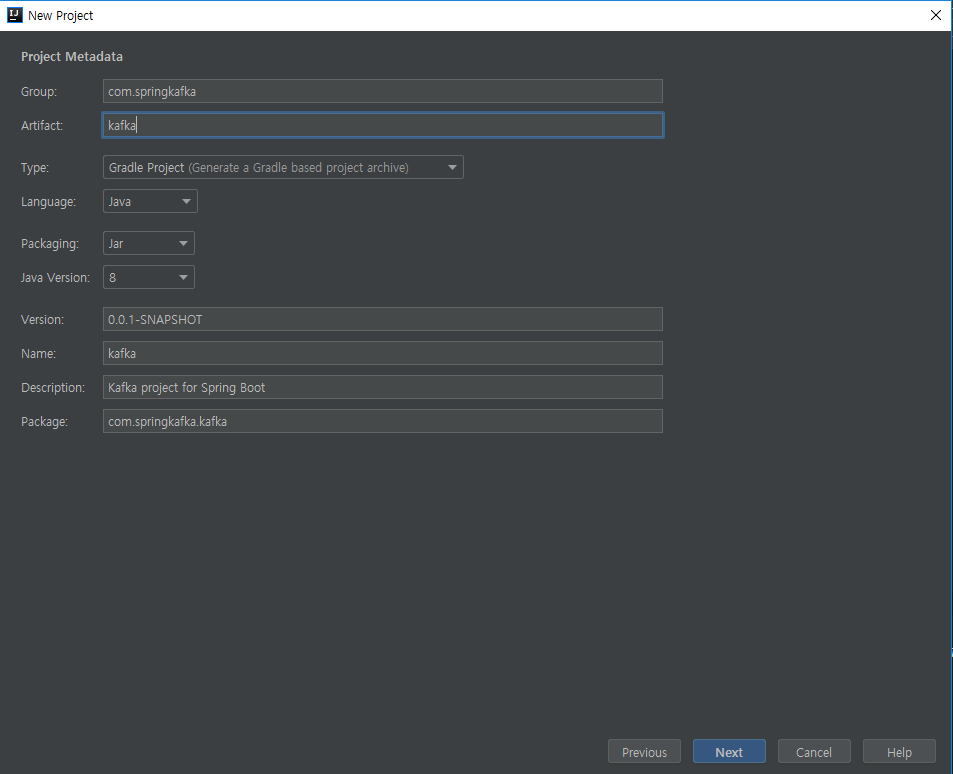 IJ New Project
Project Metadata
Group: com.springkafka
Artifact: kafka
Type: Gradle Project (Generate a Gradle based project archive)
Language: Java
Packaging: Jar
Java Version: 8
Version: 0.0.1-SNAPSHOT
Name: kafka
Description: Kafka project for Spring Boot
Package: com.springkafka.kafka
Previous Next Cancel Help